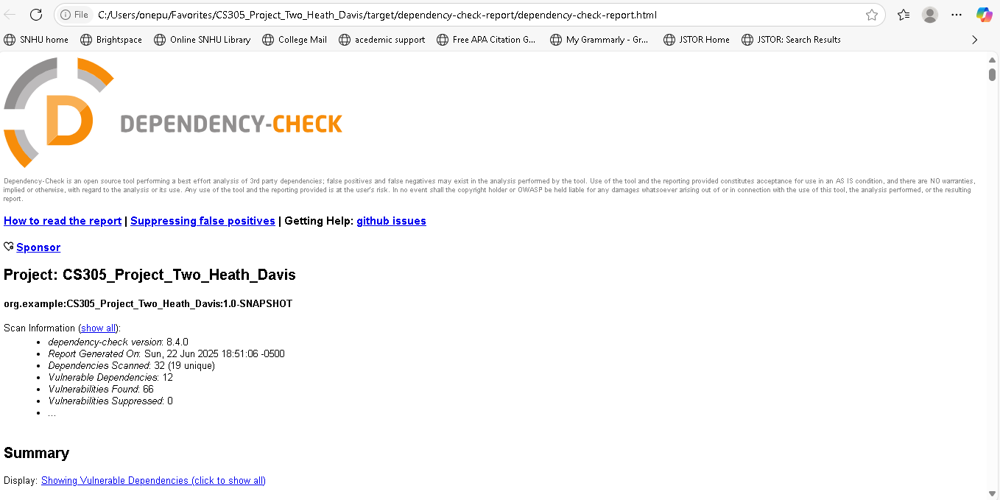 File C:/Users/onepu/Favorites/CS305_Project_Two_Heath_Davis/target/dependency-check-report/dependency-check-report.html
SNHU home Brightspace Online SNHU Library College Mail acedemic support Free APA Citation G... My Grammarly - Gr... JSTOR Home JSTOR: Search Results
D
DEPENDENCY-CHECK
Dependency-Check is an open source tool performing a best effort analysis of 3rd party dependencies; false positives and false negatives may exist in the analysis performed by the tool. Use of the tool and the reporting provided constitutes acceptance for use in an AS IS condition, and there are NO warranties,
implied or otherwise, with regard to the analysis or its use. Any use of the tool and the reporting provided is at the user's risk. In no event shall the copyright holder or OWASP be held liable for any damages whatsoever arising out of or in connection with the use of this tool, the analysis performed, or the resulting
report.
How to read the report | Suppressing false positives | Getting Help: github issues
Sponsor
Project: CS305_Project_Two_Heath_Davis
org.example:CS305_Project_Two_Heath_Davis:1.0-SNAPSHOT
Scan Information (show all):
• dependency-check version: 8.4.0
• Report Generated On: Sun, 22 Jun 2025 18:51:06 -0500
• Dependencies Scanned: 32 (19 unique)
• Vulnerable Dependencies: 12
• Vulnerabilities Found: 66
• Vulnerabilities Suppressed: 0
• ...
Summary
Display: Showing Vulnerable Dependencies (click to show all)